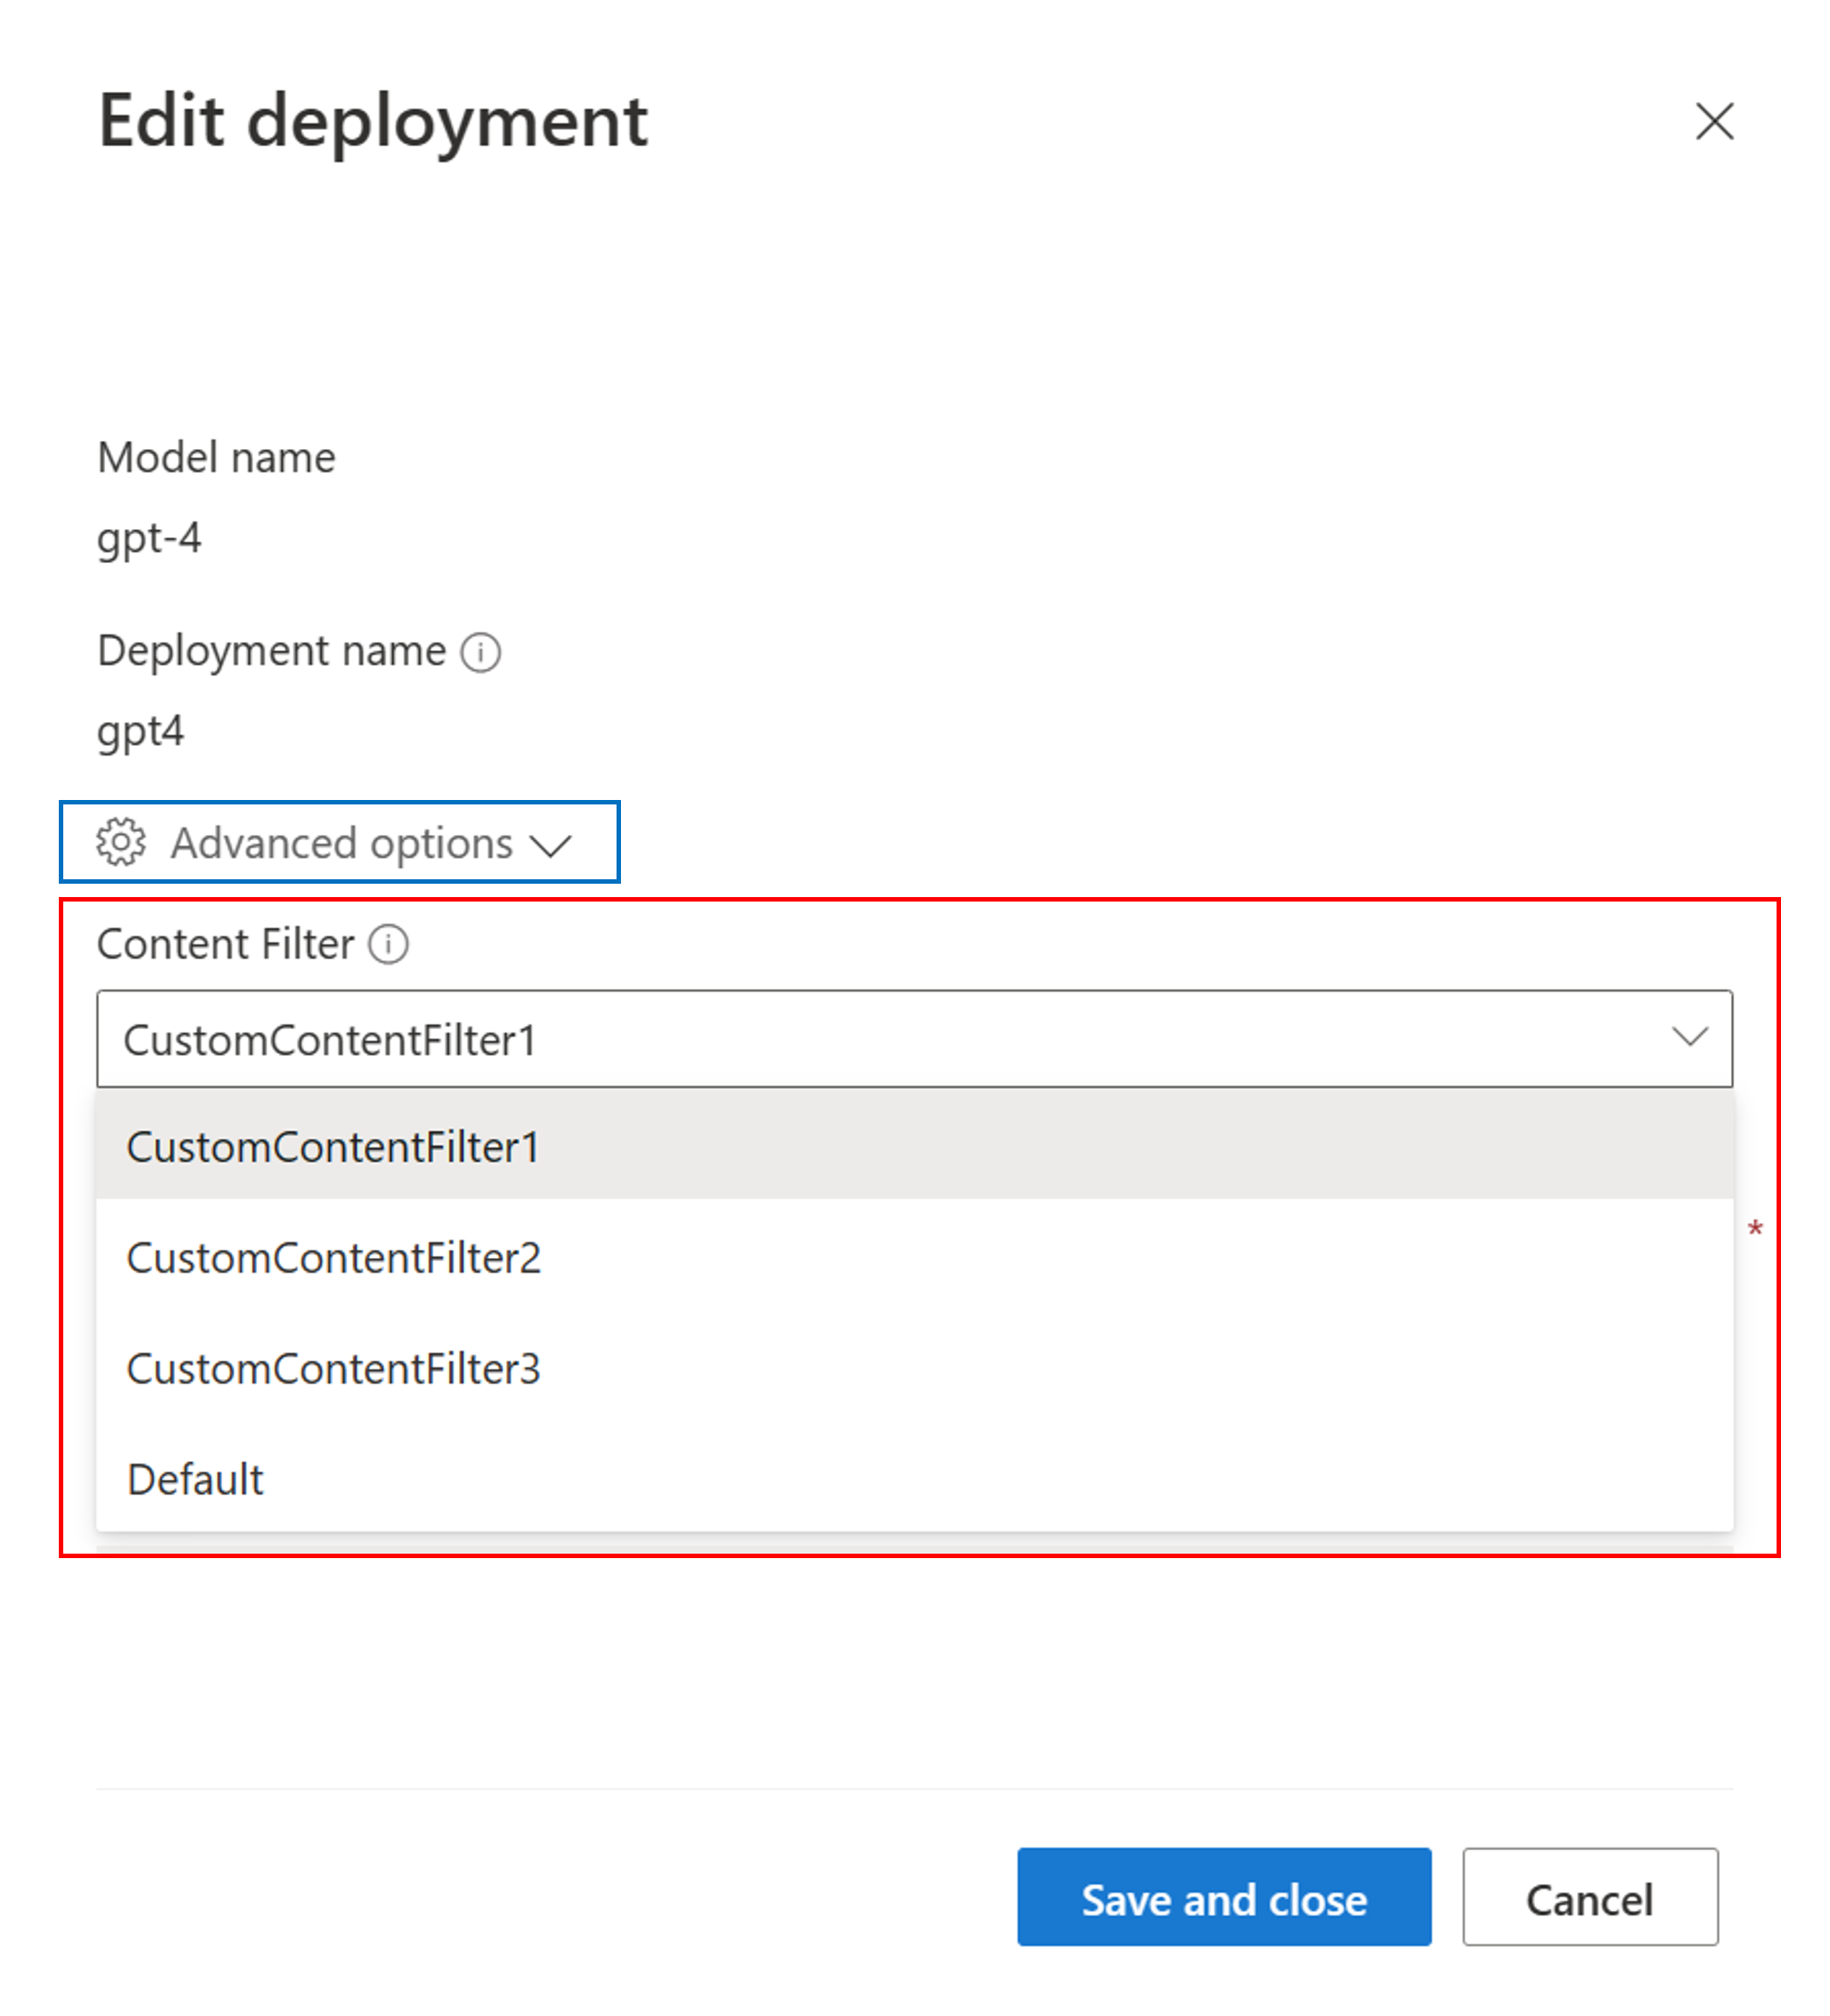 Edit deployment
Model name
gpt-4
Deployment name
gpt4
Advanced options
Content Filter
CustomContentFilter1
CustomContentFilter1
CustomContentFilter2
*
CustomContentFilter3
Default
Save and close
Cancel